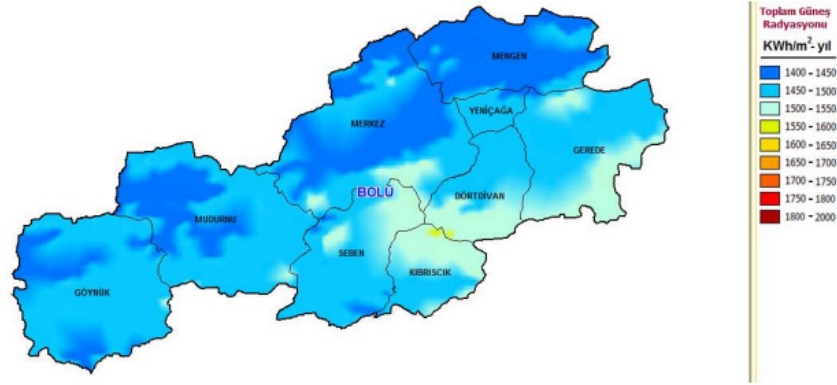 Toplam Güneş
Radyasyonu
KWh/m²- yıl
1400 - 1450
1450 - 1500
1500 - 1550
1550 - 1600
1600 - 1650
1650 - 1700
1700 - 1750
1750 - 1800
1800 - 2000
MENGEN
YENİÇAĞA
MERKEZ
GEREDE
BOLU
DÖRTDİVAN
MUDURNU
SEBEN
KIBRISCIK
GÖYNÜK